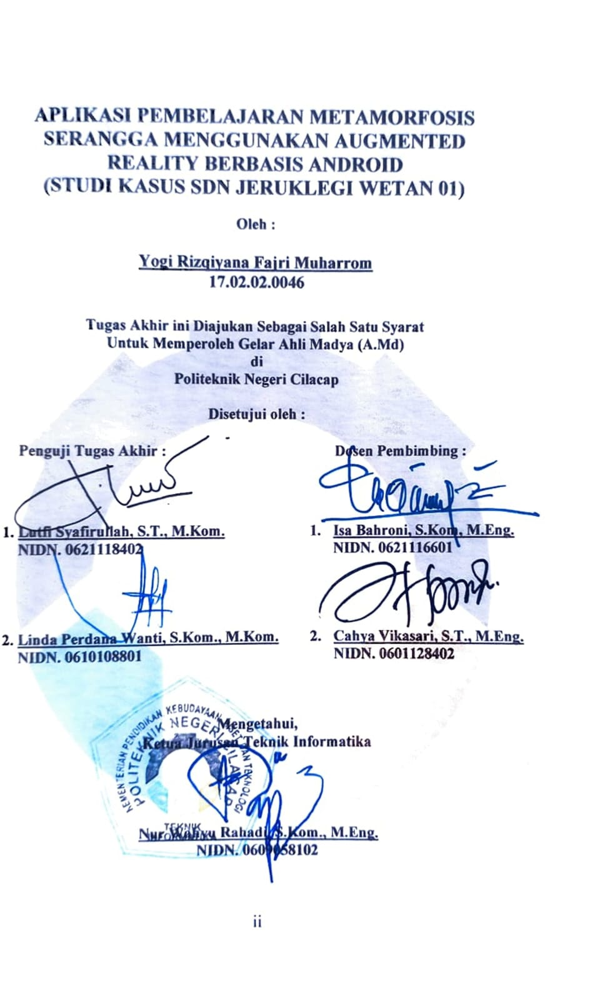 APLIKASI PEMBELAJARAN METAMORFOSIS
SERANGGA MENGGUNAKAN AUGMENTED
REALITY BERBASIS ANDROID
(STUDI KASUS SDN JERUKLEGI WETAN 01)
Oleh :
Yogi Rizqiyana Fajri Muharrom
17.02.02.0046
Tugas Akhir ini Diajukan Sebagai Salah Satu Syarat
Untuk Memperoleh Gelar Ahli Madya (A.Md)
di
Politeknik Negeri Cilacap
Disetujui oleh :
Penguji Tugas Akhir :
Dosen Pembimbing :
1. Lutfi Syafirullah, S.T., M.Kom.
NIDN. 0621118402
1. Isa Bahroni, S.Kom, M.Eng.
NIDN. 0621116601
2. Linda Perdana Wanti, S.Kom., M.Kom.
NIDN. 0610108801
2. Cahya Vikasari, S.T., M.Eng.
NIDN. 0601128402
KEMENTERIAN PENDIDIKAN KEBUDAYAAN TEKNOLOGI
POLITEKNIK NEGERI CILACAP
TEKNIK
Mengetahui,
Ketua Jurusan Teknik Informatika
Nur Wahyu Rahadi, S.Kom., M.Eng.
NIDN. 0609058102
ii